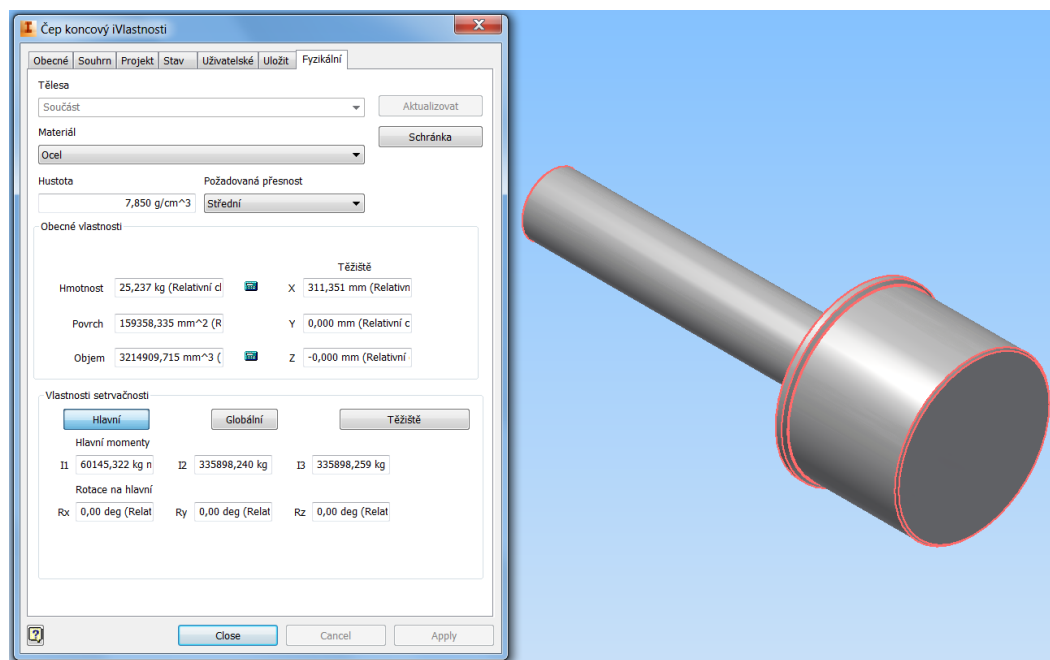 Čep koncový iVlastnosti
Obecné Souhrn Projekt Stav Uživatelské Uložit Fyzikální
Tělesa
Součást Aktualizovat
Materiál Schránka
Ocel
Hustota Požadovaná přesnost
7,850 g/cm^3 Střední
Obecné vlastnosti
Těžiště
Hmotnost 25,237 kg (Relativní cl X 311,351 mm (Relativn
Povrch 159358,335 mm^2 (R Y 0,000 mm (Relativní c
Objem 3214909,715 mm^3 ( Z -0,000 mm (Relativní
Vlastnosti setrvačnosti
Hlavní Globální Těžiště
Hlavní momenty
I1 60145,322 kg n I2 335898,240 kg I3 335898,259 kg
Rotace na hlavní
Rx 0,00 deg (Relat Ry 0,00 deg (Relat Rz 0,00 deg (Relat
Close Cancel Apply